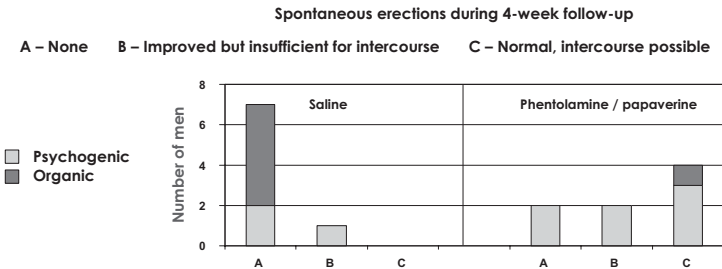 Spontaneous erections during 4-week follow-up
A – None B – Improved but insufficient for intercourse C – Normal, intercourse possible
8
Saline Phentolamine / papaverine
6
Psychogenic
Organic
Number of men
4
2
0
A B C A B C